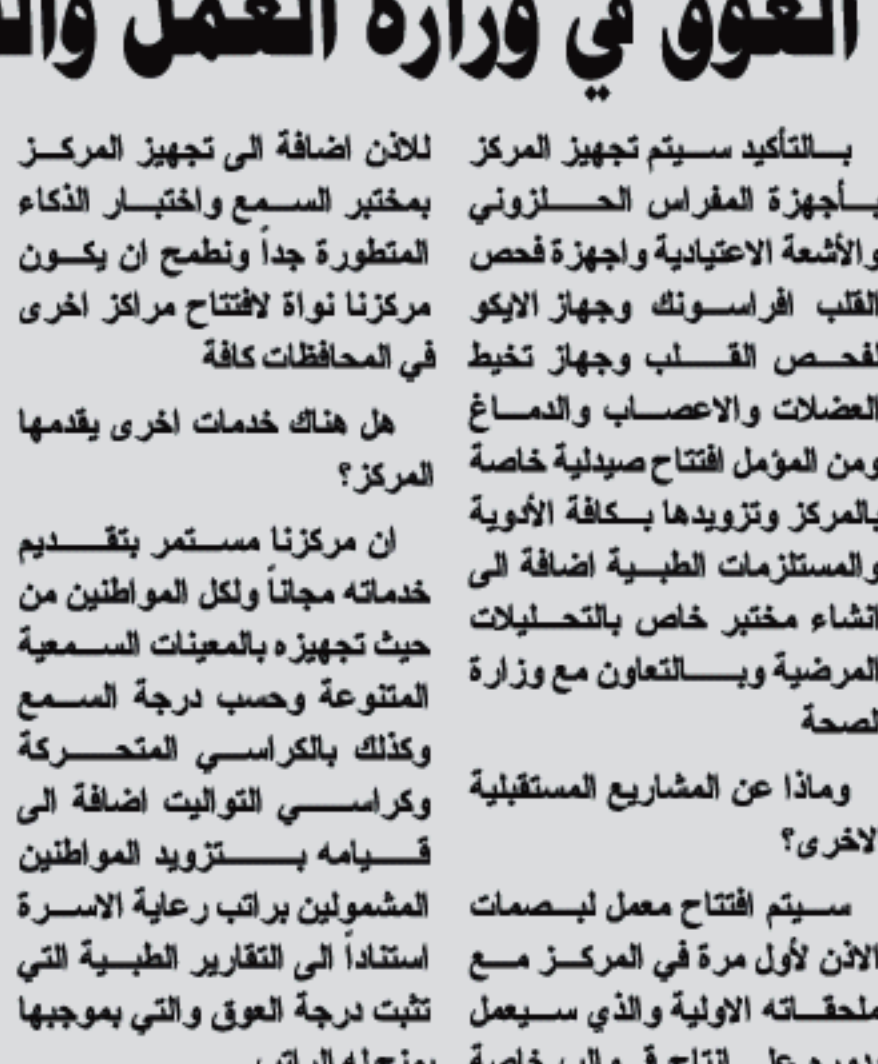 العوق في وزارة العمل
بالتأكيد سيتم تجهيز المركز
بأجهزة المفراس الحلزوني
والأشعة الاعتيادية واجهزة فحص
القلب افراسونك وجهاز الايكو
لفحص القلب وجهاز تخيط
العضلات والاعصاب والدماغ
ومن المؤمل افتتاح صيدلية خاصة
بالمركز وتزويدها بكافة الأدوية
والمستلزمات الطبية اضافة الى
انشاء مختبر خاص بالتحليلات
المرضية وبالتعاون مع وزارة
الصحة
وماذا عن المشاريع المستقبلية
الاخرى؟
سيتم افتتاح معمل لبصمات
الاذن لأول مرة في المركز مع
ملحقاته الاولية والذي سيعمل
للاذن اضافة الى تجهيز المركز
بمختبر السمع واختبار الذكاء
المتطورة جداً ونطمح ان يكون
مركزنا نواة لافتتاح مراكز اخرى
في المحافظات كافة
هل هناك خدمات اخرى يقدمها
المركز؟
ان مركزنا مستمر بتقديم
خدماته مجاناً ولكل المواطنين من
حيث تجهيزه بالمعينات السمعية
المتنوعة وحسب درجة السمع
وكذلك بالكراسي المتحركة
وكراسي التواليت اضافة الى
قيامه بتزويد المواطنين
المشمولين براتب رعاية الاسرة
استناداً الى التقارير الطبية التي
تثبت درجة العوق والتي بموجبها